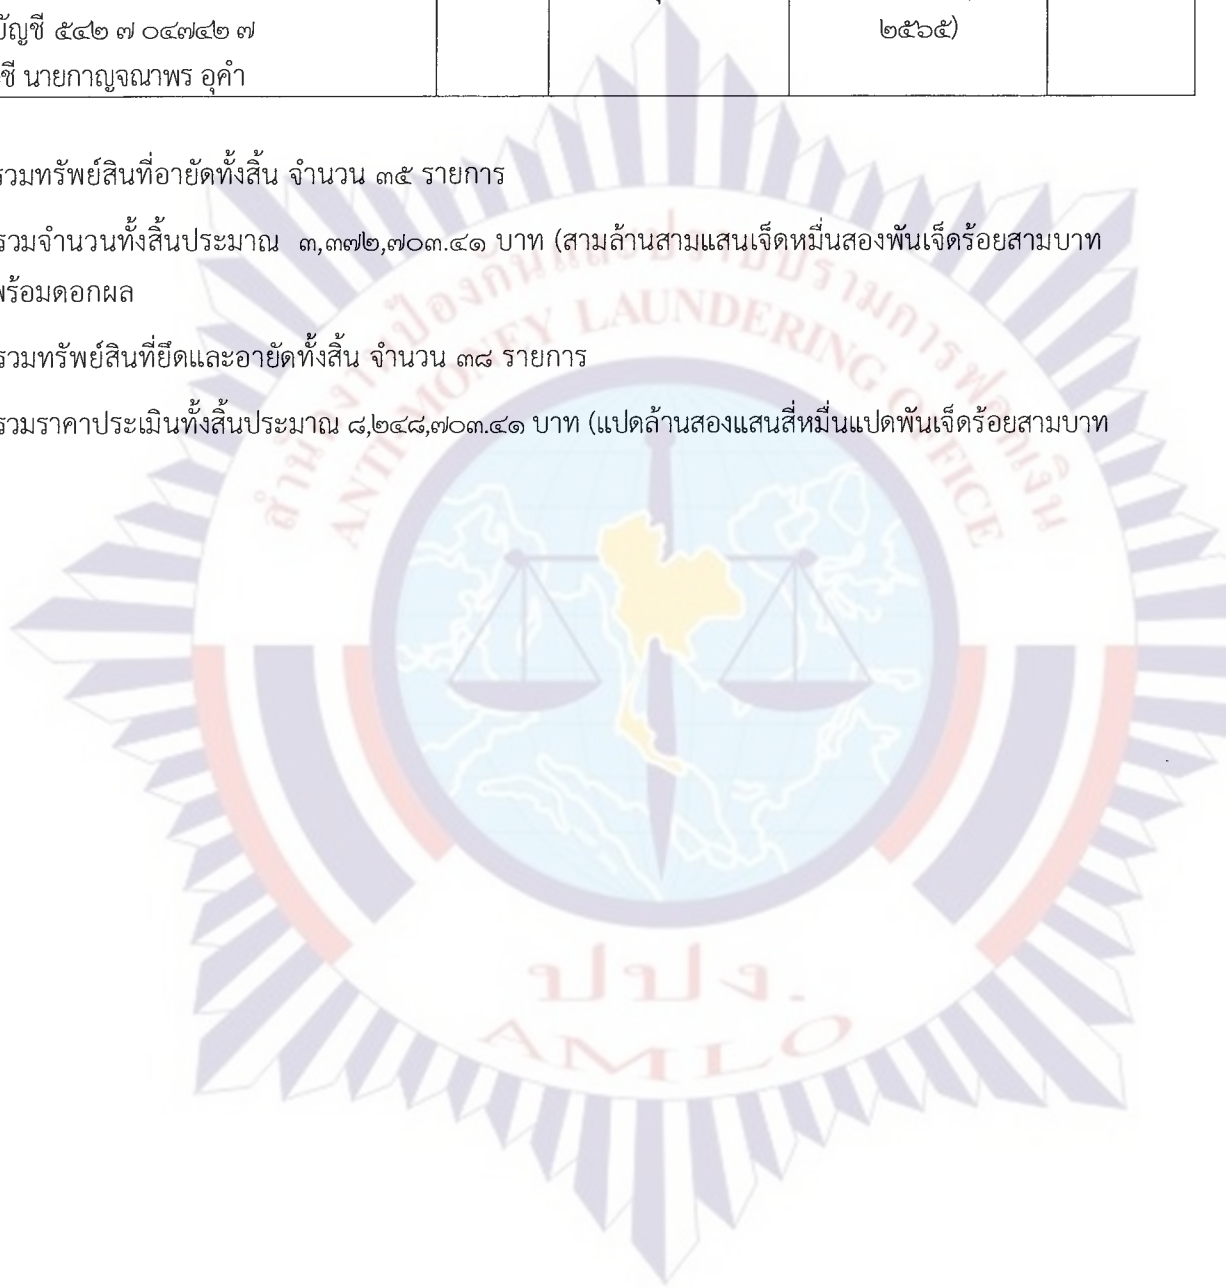 บัญชี ๕๔๒ ๗ ๐๔๗๔๒ ๗
๒๕๖๕)
ชี นายกาญจณาพร อุคำ
รวมทรัพย์สินที่อายัดทั้งสิ้น จำนวน ๓๕ รายการ
รวมจำนวนทั้งสิ้นประมาณ ๓,๓๗๒,๗๐๓.๔๑ บาท (สามล้านสามแสนเจ็ดหมื่นสองพันเจ็ดร้อยสามบาท
พร้อมดอกผล
รวมทรัพย์สินที่ยึดและอายัดทั้งสิ้น จำนวน ๓๘ รายการ
รวมราคาประเมินทั้งสิ้นประมาณ ๘,๒๔๘,๗๐๓.๔๑ บาท (แปดล้านสองแสนสี่หมื่นแปดพันเจ็ดร้อยสามบาท
สำนักงานป้องกันและปราบปรามการฟอกเงิน
ANTI-MONEY LAUNDERING OFFICE
ปปง.
AMLO